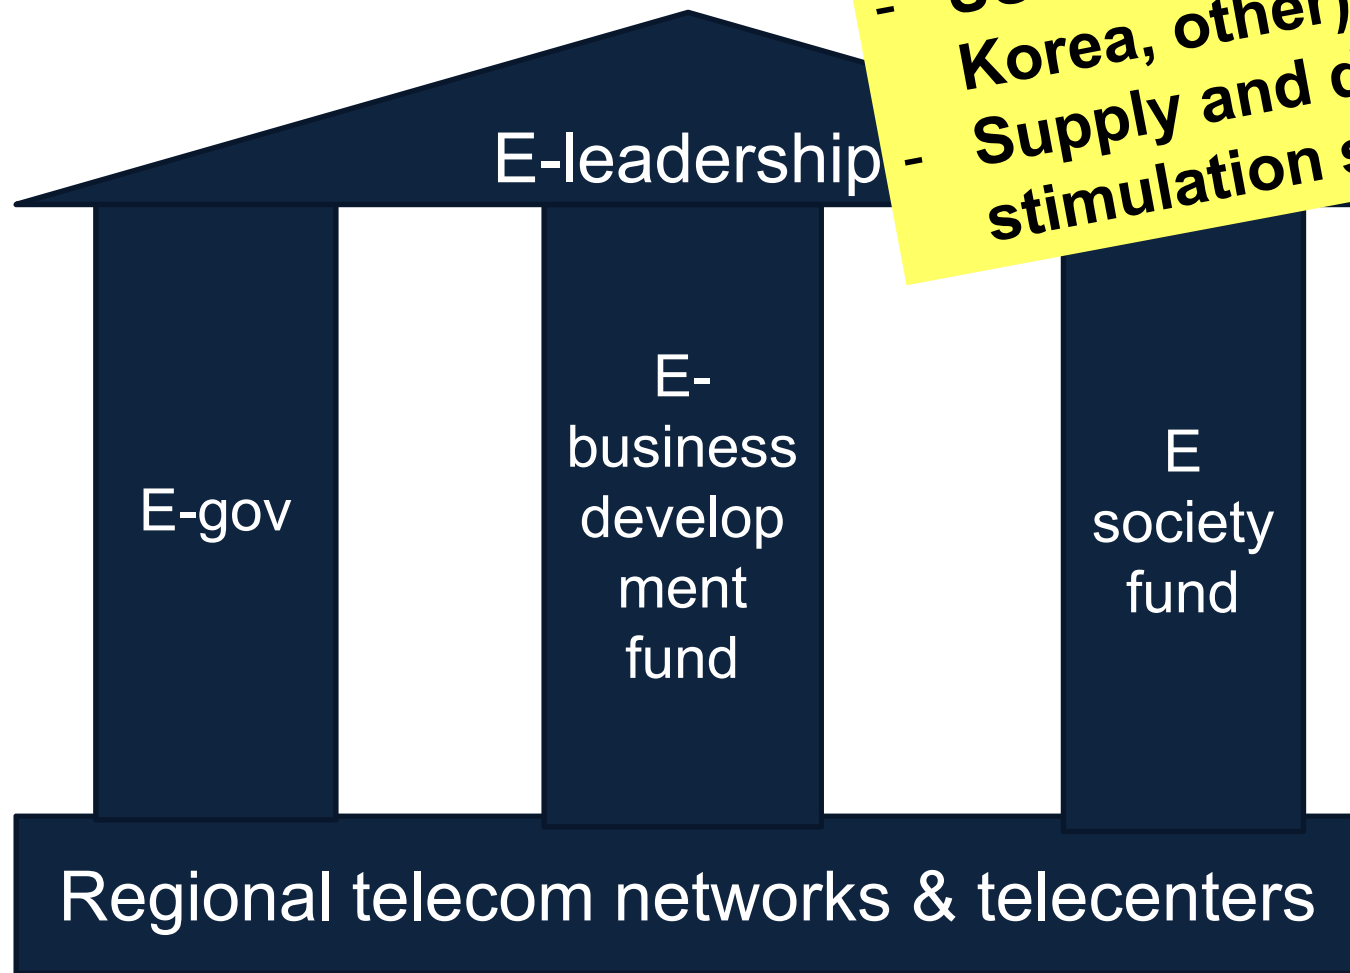 Korea, other)
- Supply and
stimulation
E-leadership
E-
business
develop
ment
fund
E-gov
E
society
fund
Regional telecom networks & telecenters